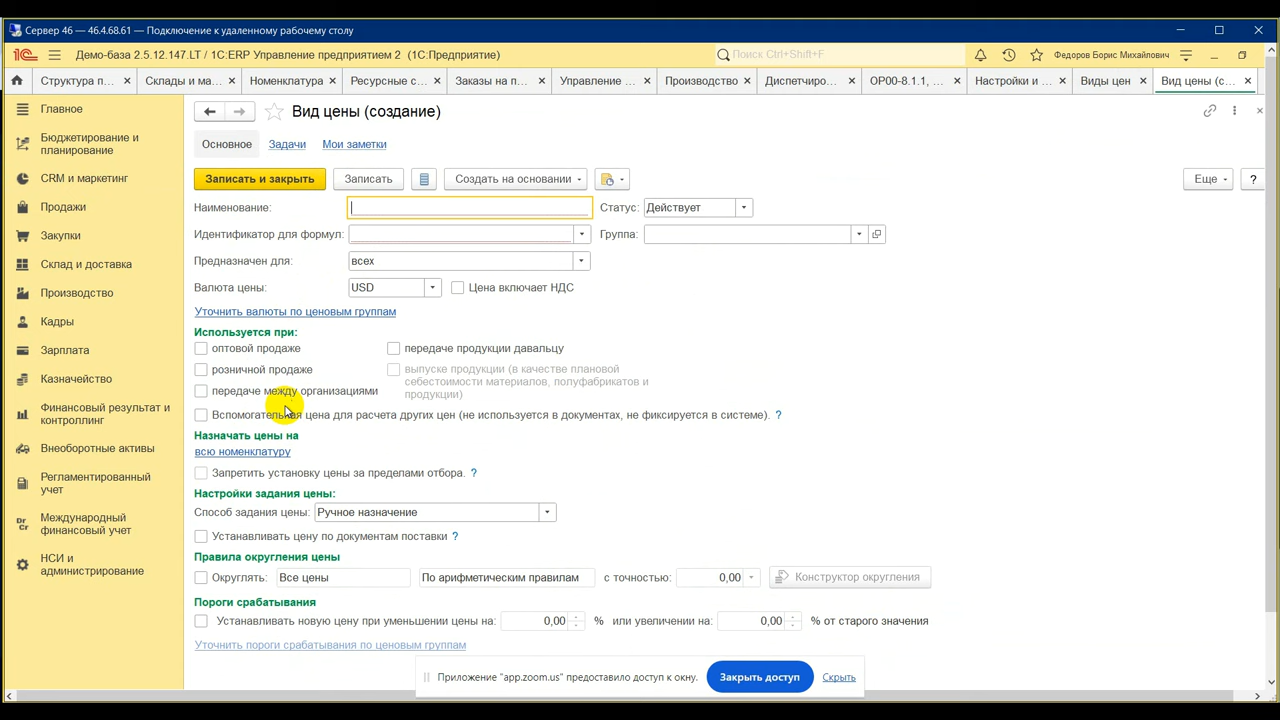 Сервер 46 — 46.4.68.61 — Подключение к удаленному рабочему столу
1С Демо-база 2.5.12.147.LT / 1С:ERP Управление предприятием 2 (1С:Предприятие) Поиск Ctrl+Shift+F Федоров Борис Михайлович
Структура п... × Склады и ма... × Номенклатура × Ресурсные с... × Заказы на п... × Управление ... × Производство × Диспетчиро... × ОР00-8.1.1, ... × Настройки и ... × Виды цен × Вид цены (с... ×
Главное
Бюджетирование и
планирование
CRM и маркетинг
Продажи
Закупки
Склад и доставка
Производство
Кадры
Зарплата
Казначейство
Финансовый результат и
контроллинг
Внеоборотные активы
Регламентированный
учет
Dr
Cr
Международный
финансовый учет
НСИ и
администрирование
Вид цены (создание)
Основное Задачи Мои заметки
Записать и закрыть Записать Создать на основании Еще ?
Наименование: Статус: Действует
Идентификатор для формул: Группа:
Предназначен для: всех
Валюта цены: USD Цена включает НДС
Уточнить валюты по ценовым группам
Используется при:
оптовой продаже передаче продукции давальцу
розничной продаже выпуске продукции (в качестве плановой
себестоимости материалов, полуфабрикатов и
продукции)
передаче между организациями
Вспомогательная цена для расчета других цен (не используется в документах, не фиксируется в системе). ?
Назначать цены на
всю номенклатуру
Запретить установку цены за пределами отбора. ?
Настройки задания цены:
Способ задания цены: Ручное назначение
Устанавливать цену по документам поставки ?
Правила округления цены
Округлять: Все цены По арифметическим правилам с точностью: 0,00 Конструктор округления
Пороги срабатывания
Устанавливать новую цену при уменьшении цены на: 0,00 % или увеличении на: 0,00 % от старого значения
Уточнить пороги срабатывания по ценовым группам
Приложение "app.zoom.us" предоставило доступ к окну. Закрыть доступ Скрыть